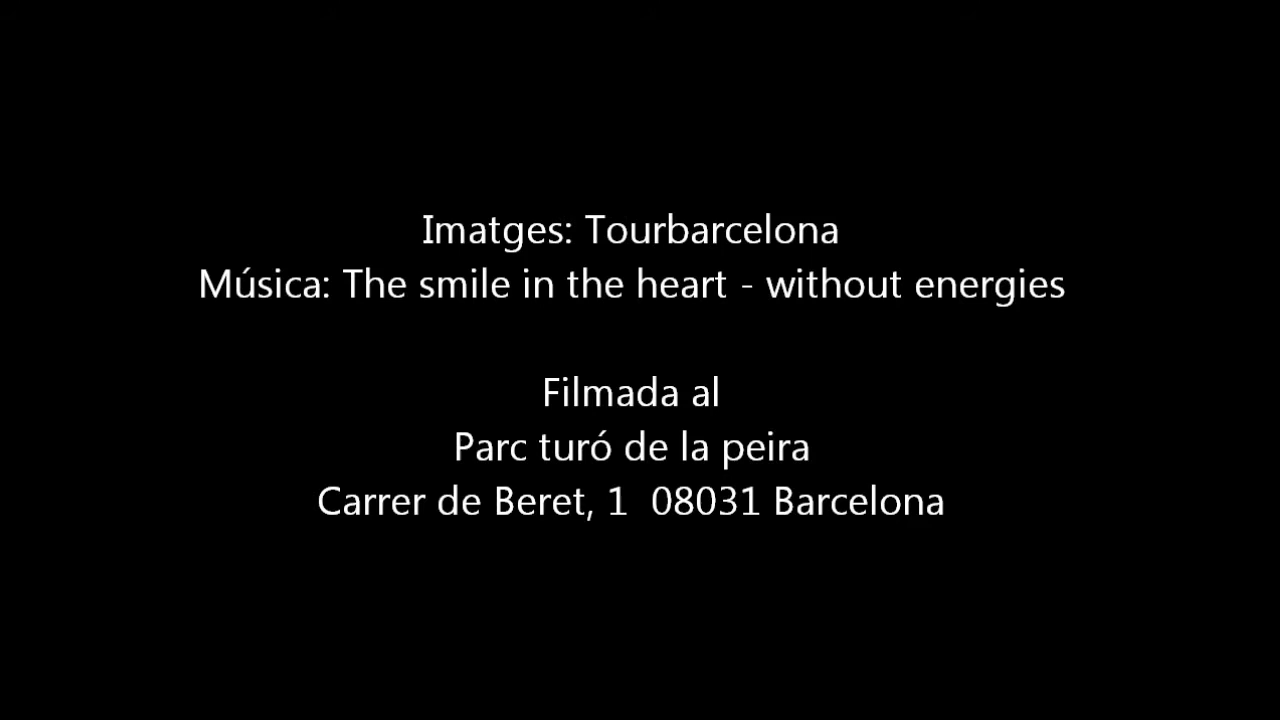 Imatges: Tourbarcelona
Música: The smile in the heart - without energies
Filmada al
Parc turó de la peira
Carrer de Beret, 1  08031 Barcelona